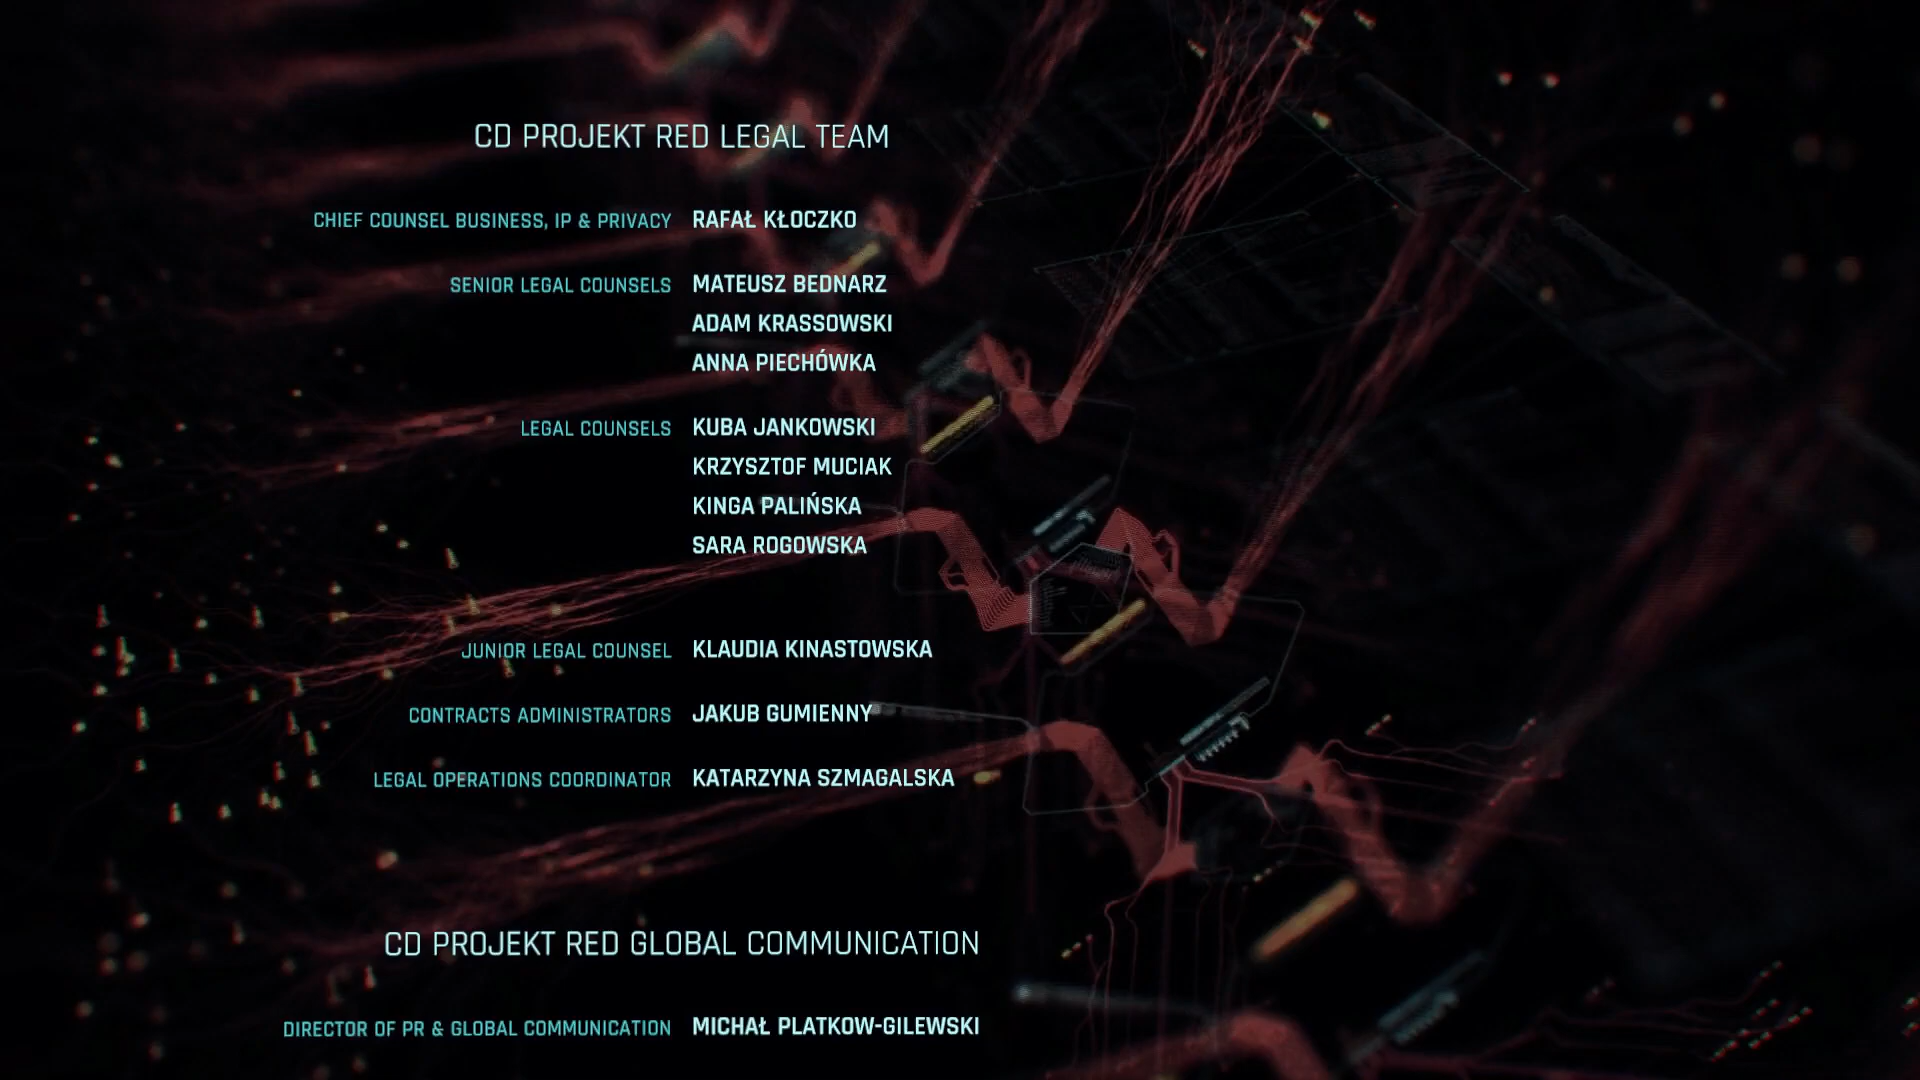 CD PROJEKT RED LEGAL TEAM
CHIEF COUNSEL BUSINESS, IP & PRIVACY RAFAŁ KŁOCZKO
SENIOR LEGAL COUNSELS MATEUSZ BEDNARZ
ADAM KRASSOWSKI
ANNA PIECHÓWKA
LEGAL COUNSELS KUBA JANKOWSKI
KRZYSZTOF MUCIAK
KINGA PALIŃSKA
SARA ROGOWSKA
JUNIOR LEGAL COUNSEL KLAUDIA KINASTOWSKA
CONTRACTS ADMINISTRATORS JAKUB GUMIENNY
LEGAL OPERATIONS COORDINATOR KATARZYNA SZMAGALSKA
CD PROJEKT RED GLOBAL COMMUNICATION
DIRECTOR OF PR & GLOBAL COMMUNICATION MICHAŁ PLATKOW-GILEWSKI